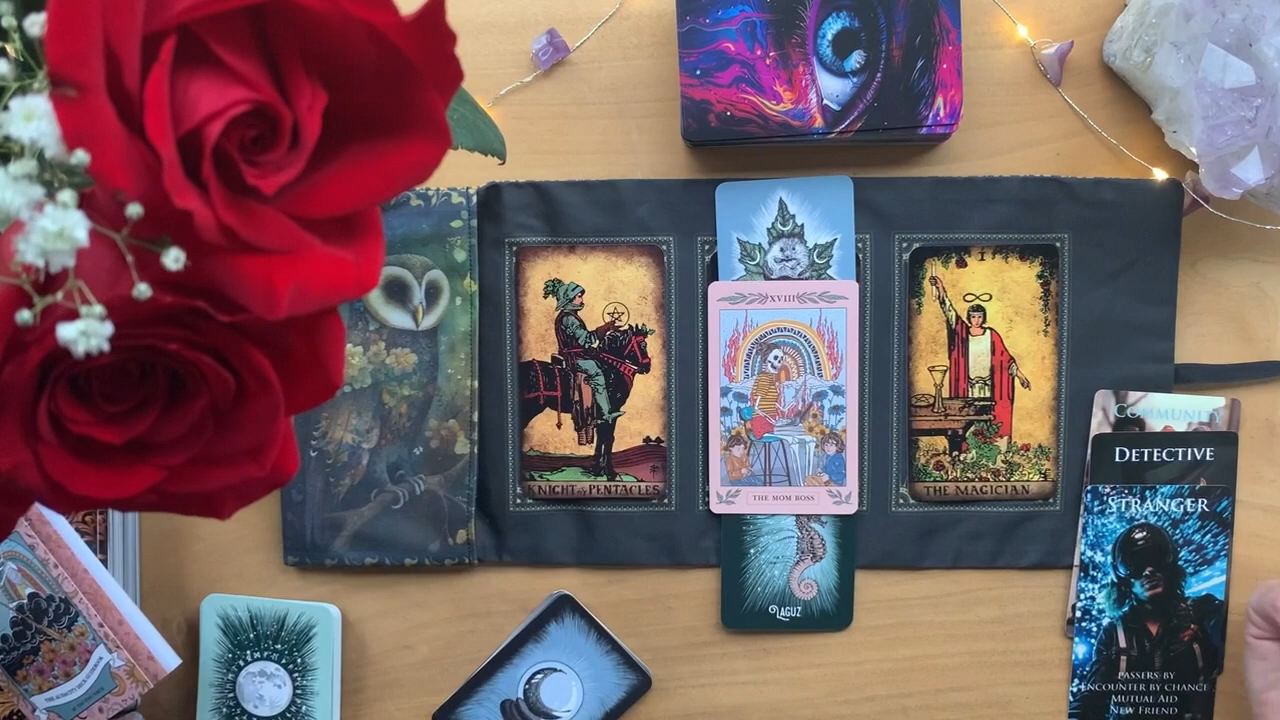 XVIII
I
KNIGHT of PENTACLES
THE MOM BOSS
THE MAGICIAN
LAGUZ
COMMUNITY
DETECTIVE
STRANGER
PASSERS-BY
ENCOUNTER BY CHANCE
MUTUAL AID
NEW FRIEND